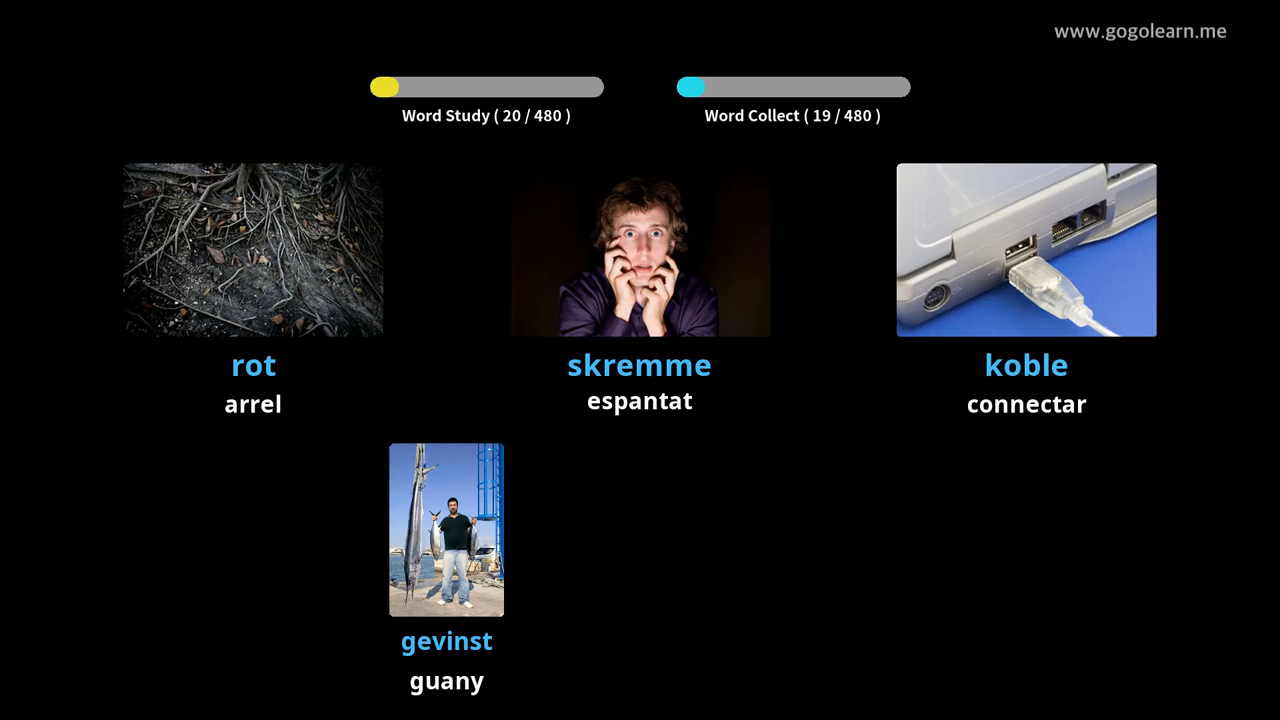 www.gogolearn.me
Word Study ( 20 / 480 )
Word Collect ( 19 / 480 )
rot
arrel
skremme
espantat
koble
connectar
gevinst
guany